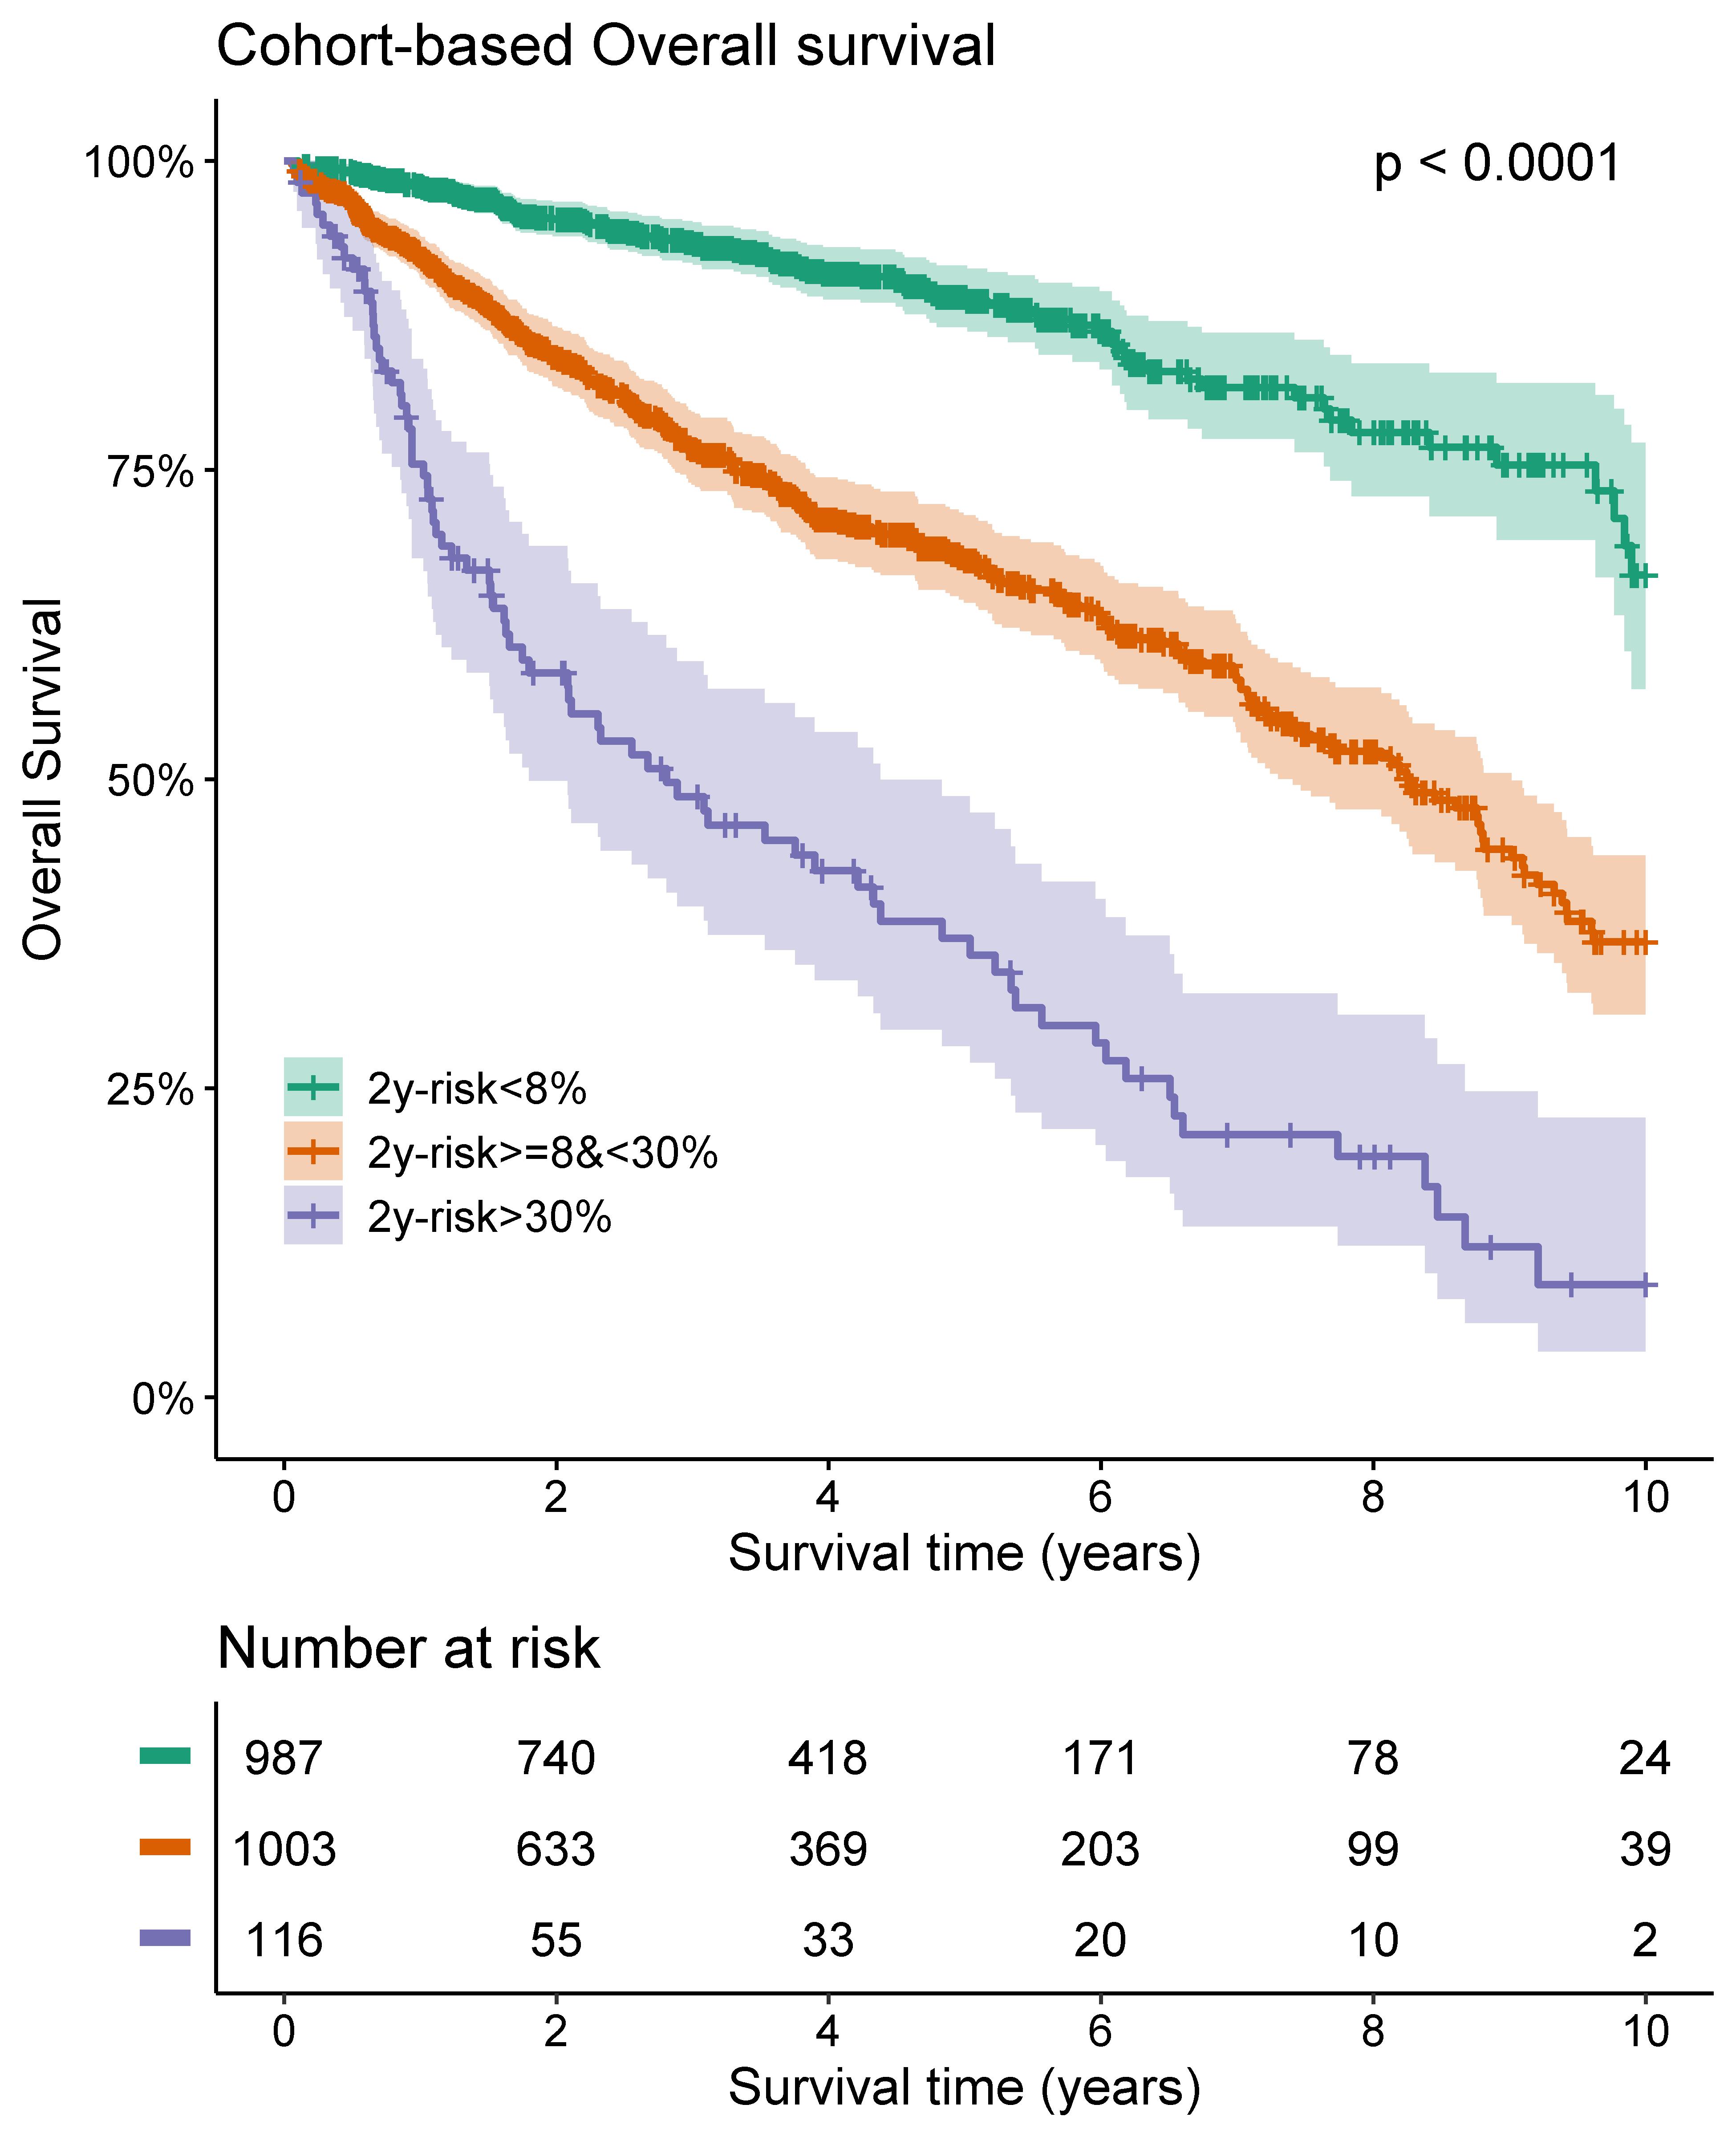 Cohort-based Overall survival
p < 0.0001
100%
75%
50%
25%
0%
Overall Survival
2y-risk<8%
2y-risk>=8&<30%
2y-risk>30%
0 2 4 6 8 10
Survival time (years)
Number at risk
987 740 418 171 78 24
1003 633 369 203 99 39
116 55 33 20 10 2
0 2 4 6 8 10
Survival time (years)